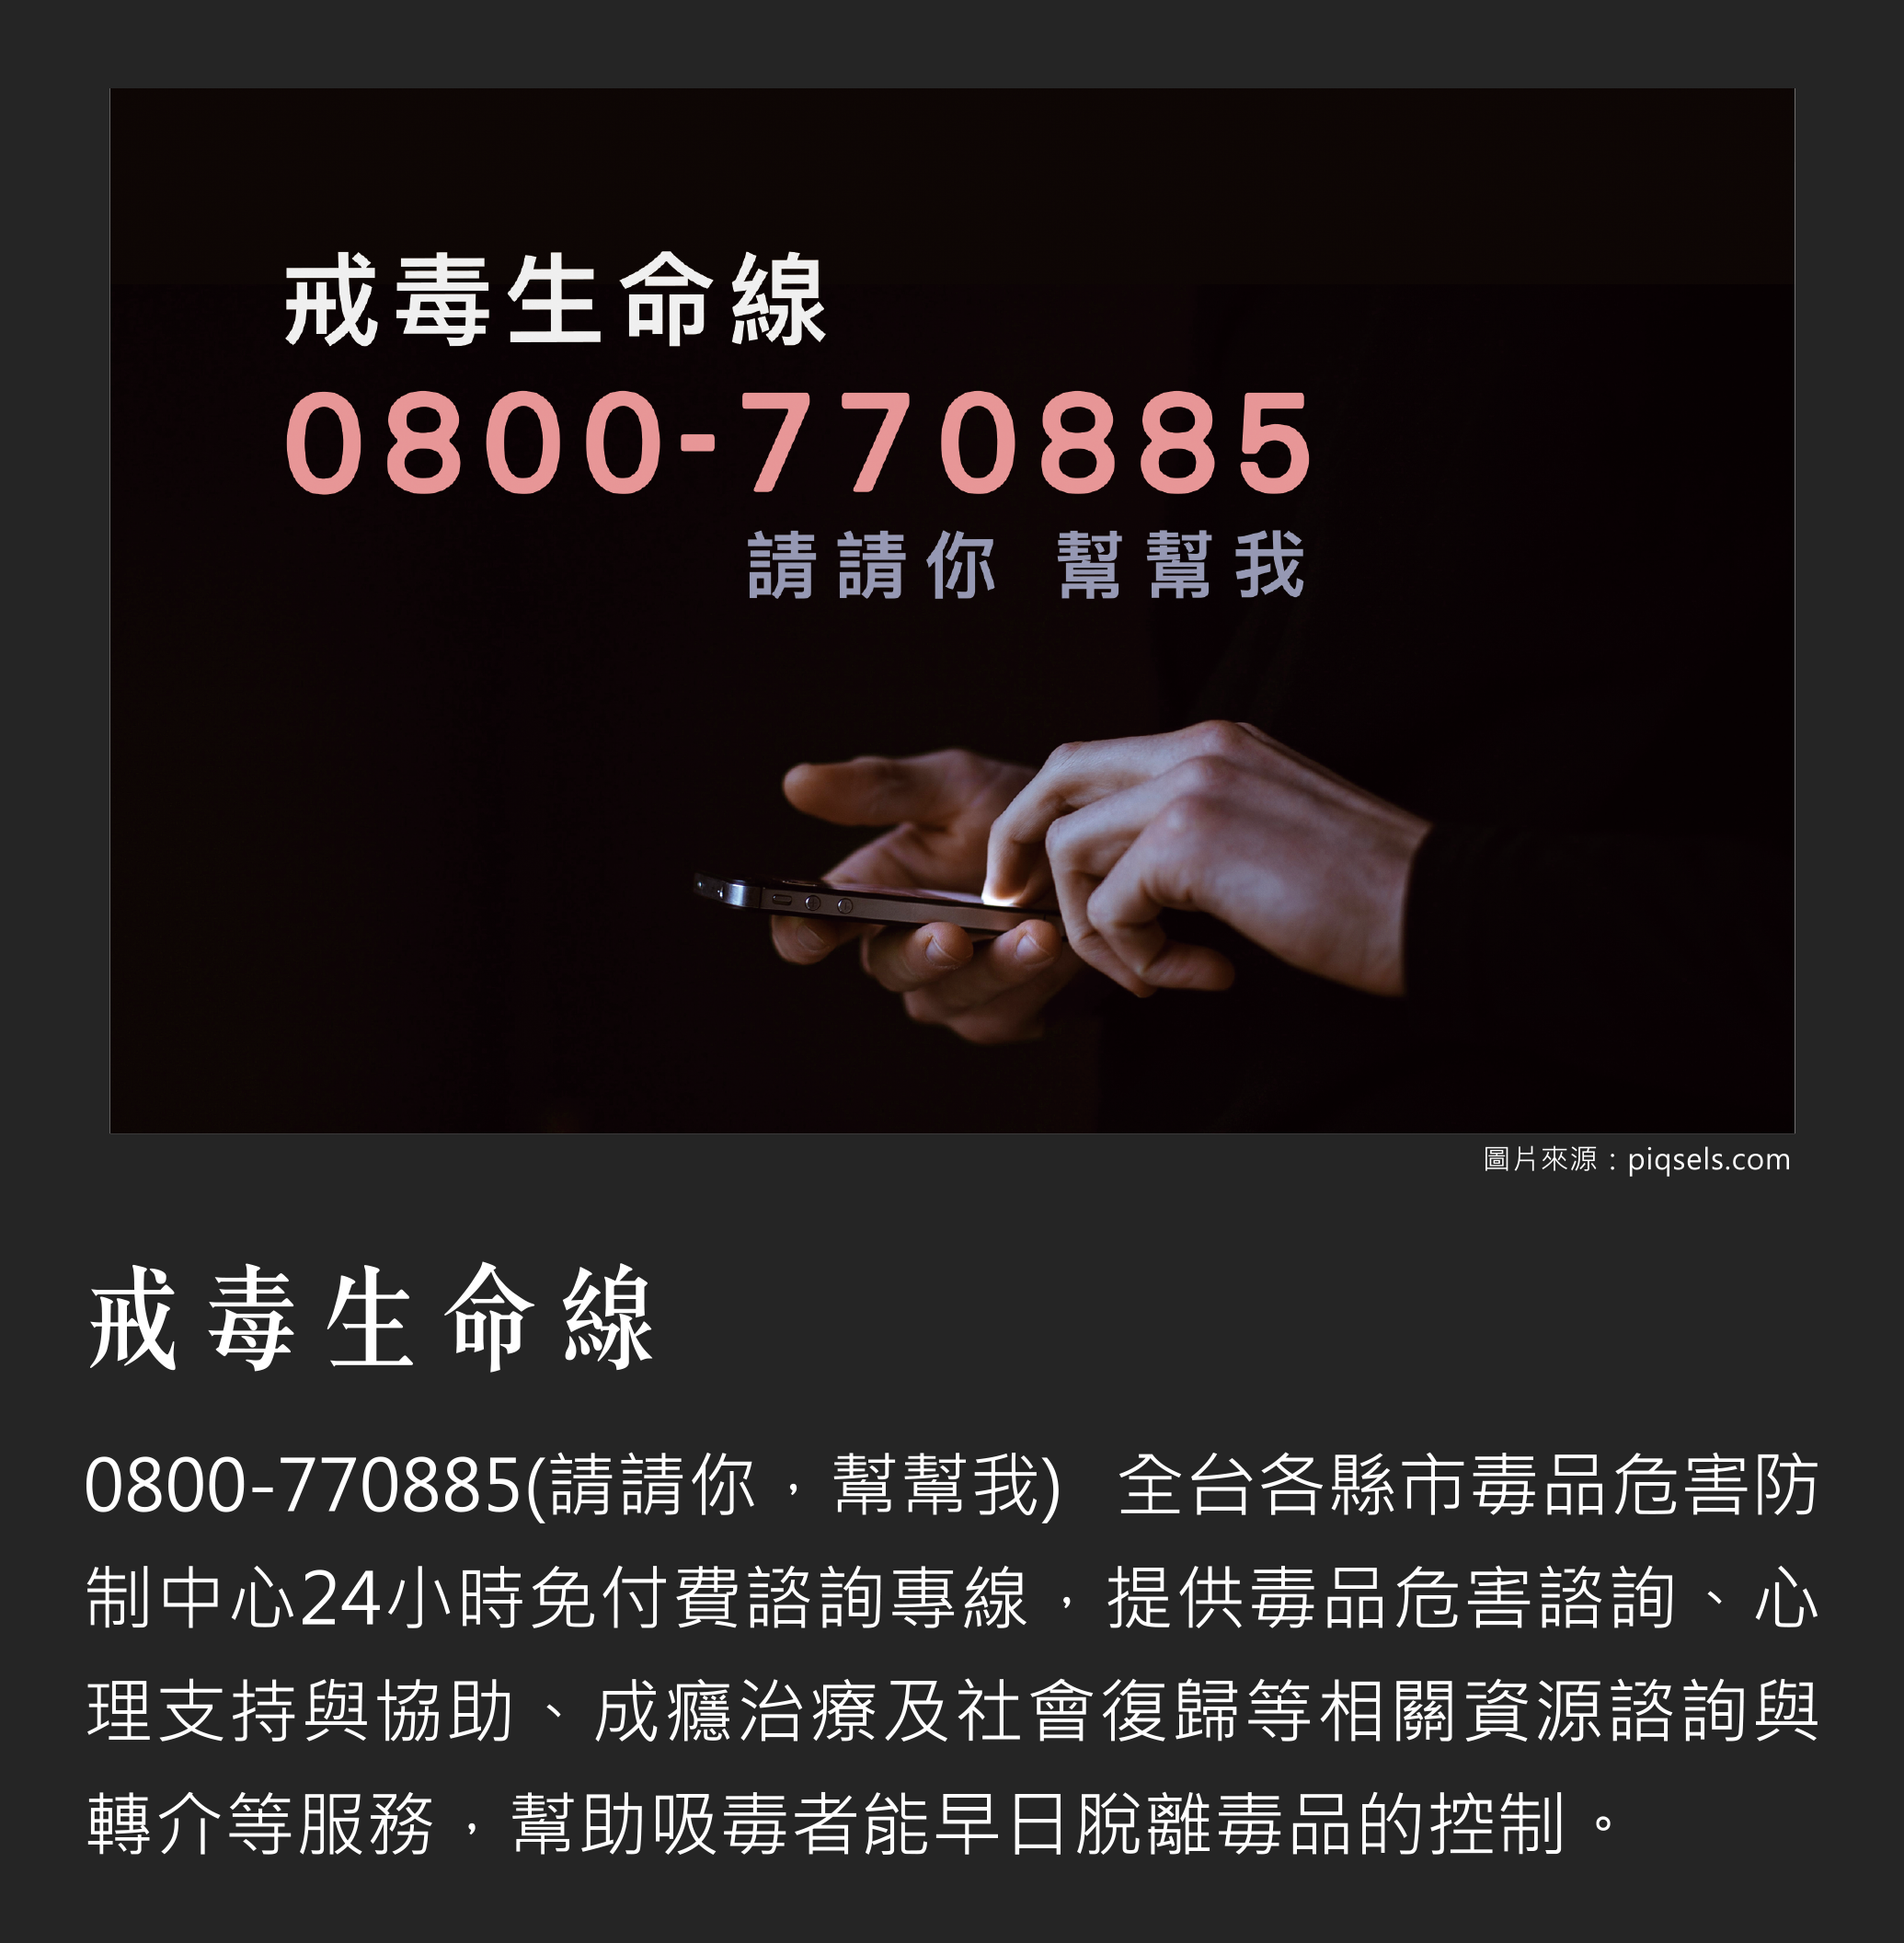 戒毒生命線
0800-770885
請請你 幫幫我
圖片來源：piqsels.com
戒毒生命線
0800-770885(請請你，幫幫我) 全台各縣市毒品危害防
制中心24小時免付費諮詢專線，提供毒品危害諮詢、心
理支持與協助、成癮治療及社會復歸等相關資源諮詢與
轉介等服務，幫助吸毒者能早日脫離毒品的控制。